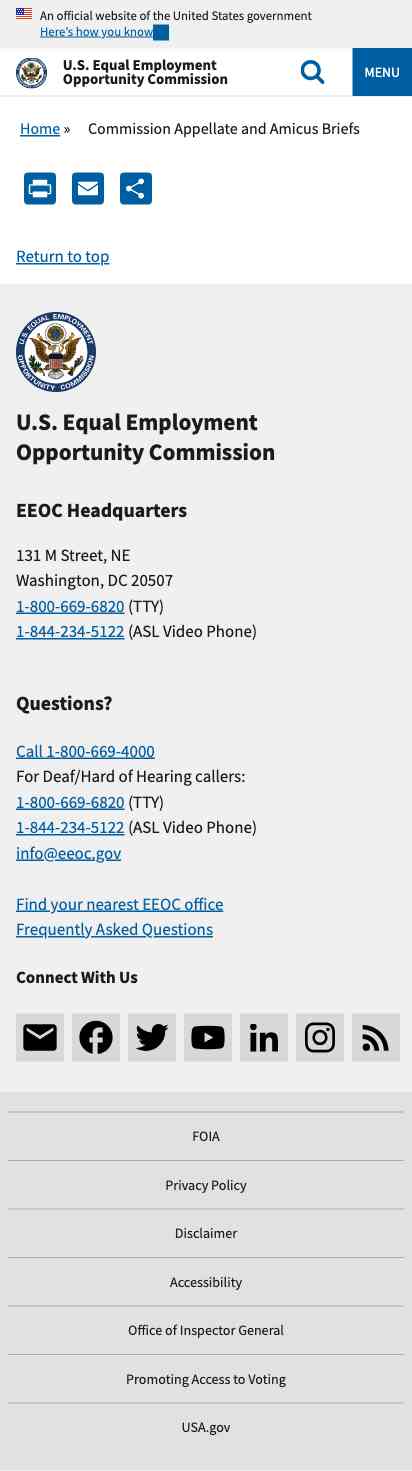 An official website of the United States government
Here's how you know
U.S. Equal Employment
Opportunity Commission
MENU
Home » Commission Appellate and Amicus Briefs
Return to top
U.S. EQUAL EMPLOYMENT OPPORTUNITY COMMISSION
U.S. Equal Employment
Opportunity Commission
EEOC Headquarters
131 M Street, NE
Washington, DC 20507
1-800-669-6820 (TTY)
1-844-234-5122 (ASL Video Phone)
Questions?
Call 1-800-669-4000
For Deaf/Hard of Hearing callers:
1-800-669-6820 (TTY)
1-844-234-5122 (ASL Video Phone)
info@eeoc.gov
Find your nearest EEOC office
Frequently Asked Questions
Connect With Us
FOIA
Privacy Policy
Disclaimer
Accessibility
Office of Inspector General
Promoting Access to Voting
USA.gov